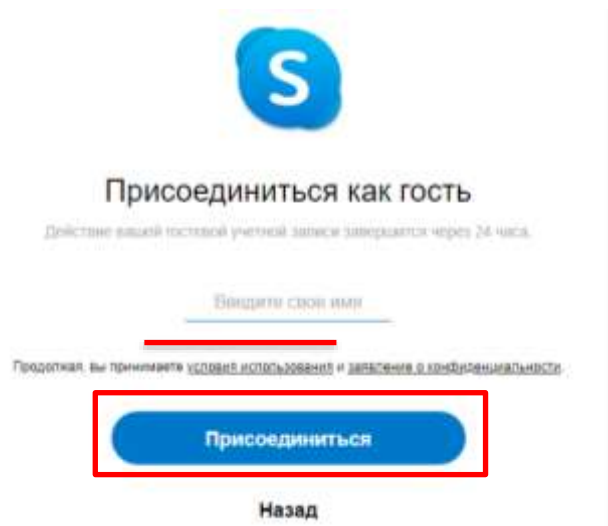 S
Присоединиться как гость
Действие вашей гостевой учетной записи завершится через 24 часа.
Введите свое имя
Продолжая, вы принимаете условия использования и заявление о конфиденциальности.
Присоединиться
Назад